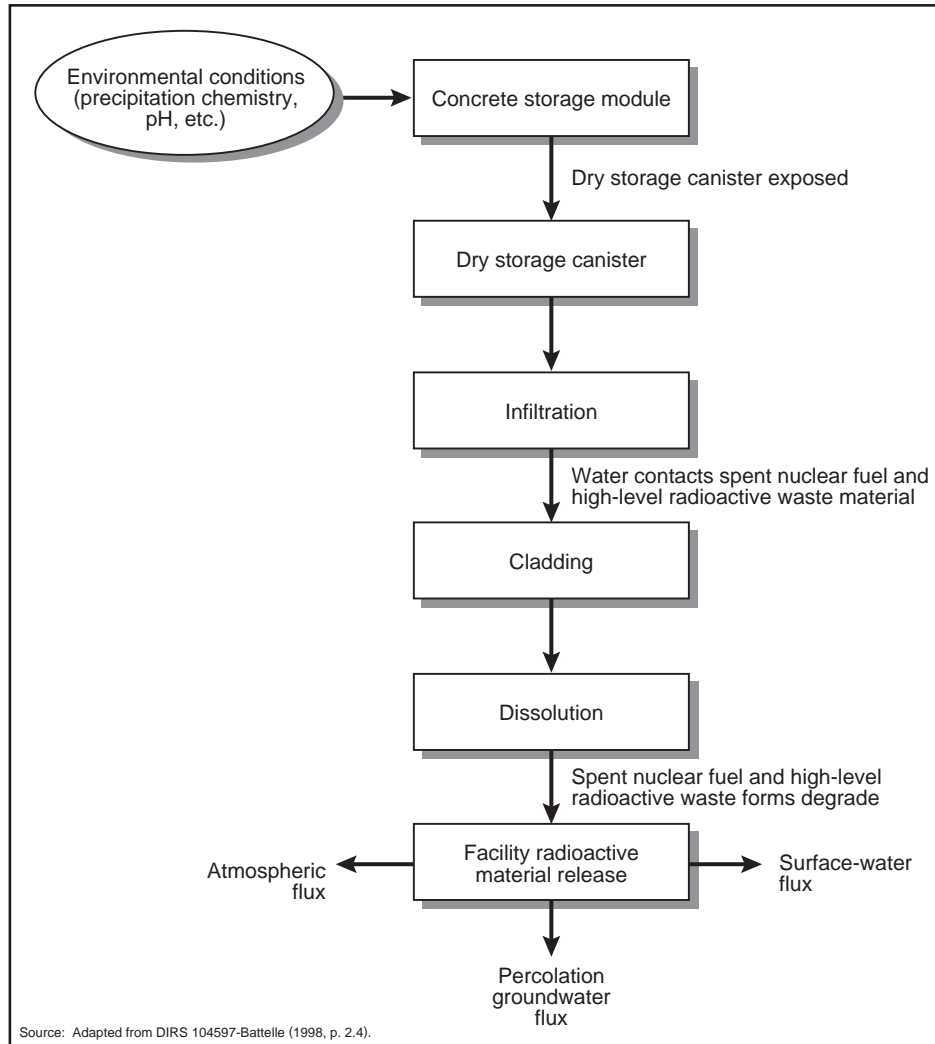 Environmental conditions
(precipitation chemistry,
pH, etc.)
Concrete storage module
Dry storage canister exposed
Dry storage canister
Infiltration
Water contacts spent nuclear fuel and
high-level radioactive waste material
Cladding
Dissolution
Spent nuclear fuel and high-level
radioactive waste forms degrade
Facility radioactive
material release
Atmospheric
flux
Surface-water
flux
Percolation
groundwater
flux
Source: Adapted from DIRS 104597-Battelle (1998, p. 2.4).